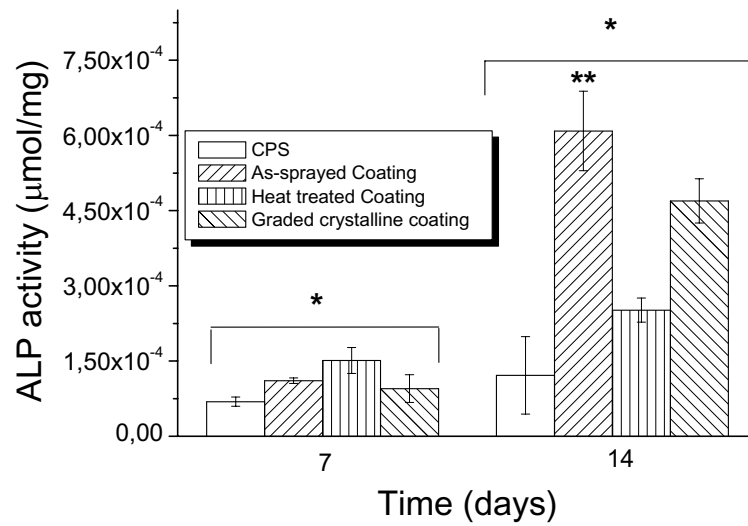 ALP activity (μmol/mg)
7,50x10⁻⁴
6,00x10⁻⁴
4,50x10⁻⁴
3,00x10⁻⁴
1,50x10⁻⁴
0,00
CPS
As-sprayed Coating
Heat treated Coating
Graded crystalline coating
*
*
**
7
14
Time (days)